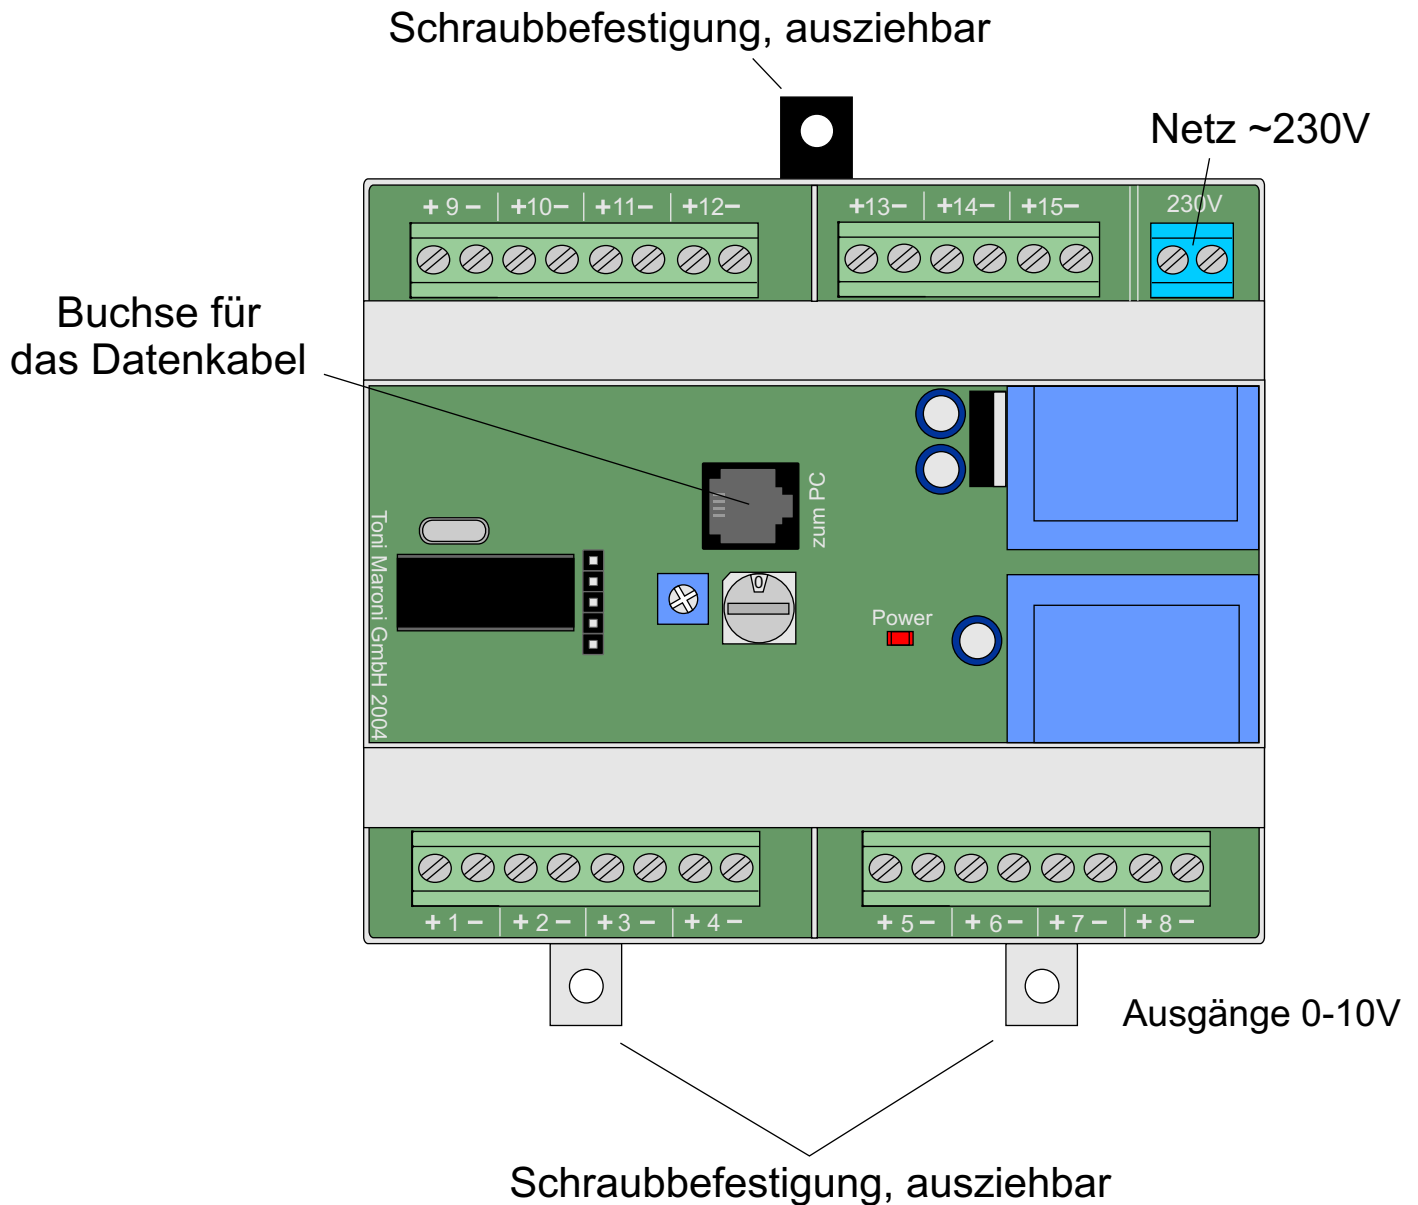 Schraubbefestigung, ausziehbar
Netz ~230V
+ 9 - +10- +11- +12- +13- +14- +15- 230V
Buchse für
das Datenkabel
zum PC
Toni Maroni GmbH 2004
0
Power
+ 1 - + 2 - + 3 - + 4 - + 5 - + 6 - + 7 - + 8 -
Ausgänge 0-10V
Schraubbefestigung, ausziehbar